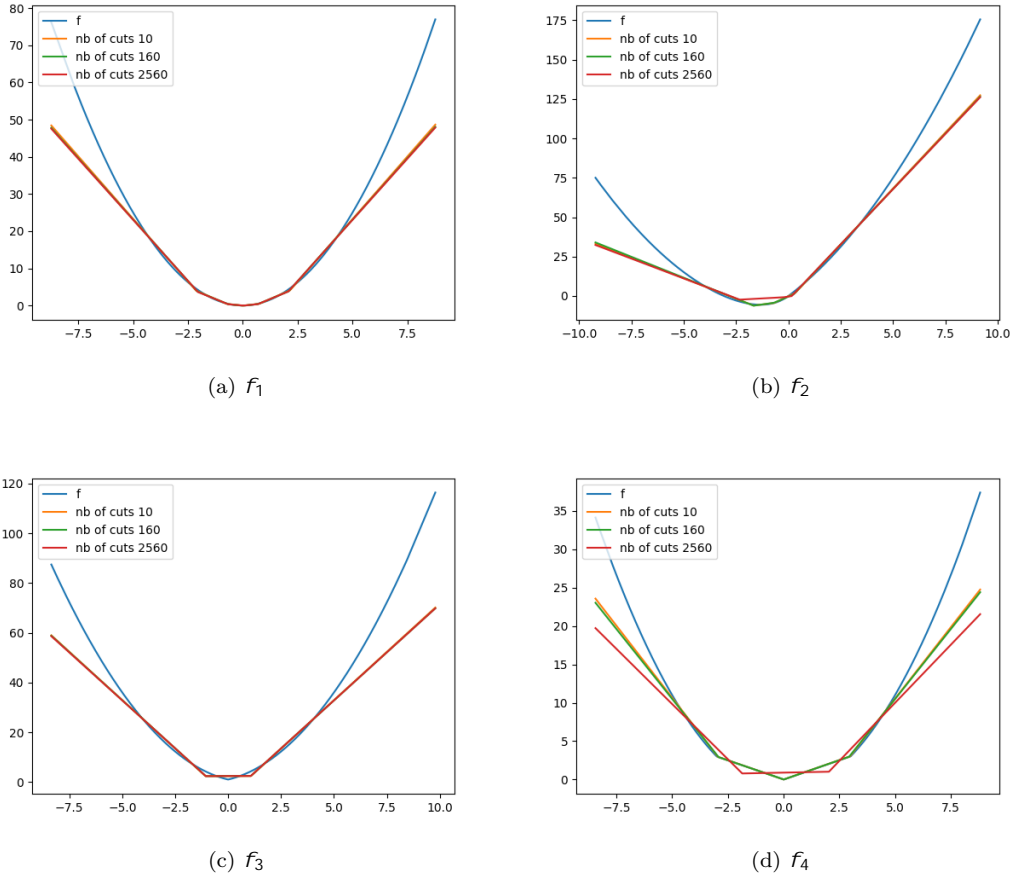 80
70
60
50
40
30
20
10
0
f
nb of cuts 10
nb of cuts 160
nb of cuts 2560
−7.5 −5.0 −2.5 0.0 2.5 5.0 7.5
(a) f1
175
150
125
100
75
50
25
0
f
nb of cuts 10
nb of cuts 160
nb of cuts 2560
−10.0 −7.5 −5.0 −2.5 0.0 2.5 5.0 7.5 10.0
(b) f2
120
100
80
60
40
20
0
f
nb of cuts 10
nb of cuts 160
nb of cuts 2560
−7.5 −5.0 −2.5 0.0 2.5 5.0 7.5 10.0
(c) f3
35
30
25
20
15
10
5
0
f
nb of cuts 10
nb of cuts 160
nb of cuts 2560
−7.5 −5.0 −2.5 0.0 2.5 5.0 7.5
(d) f4